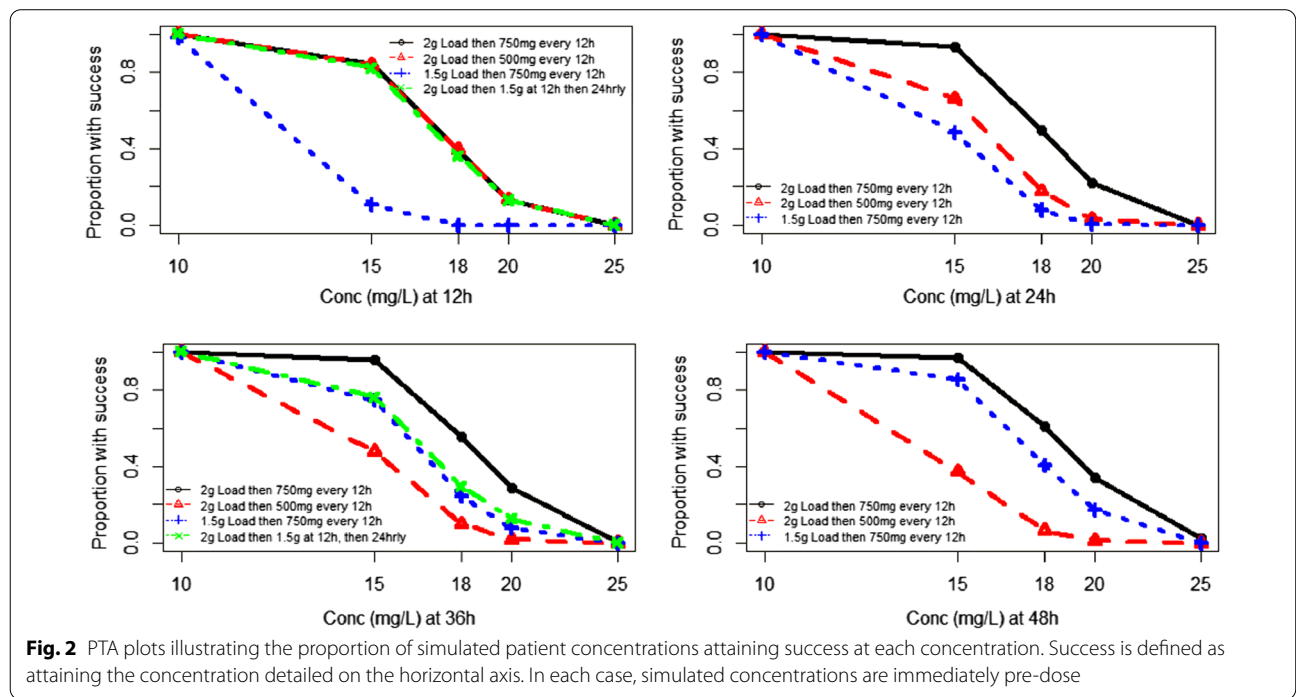 Proportion with success
0.8
0.4
0.0
2g Load then 750mg every 12h
2g Load then 500mg every 12h
1.5g Load then 750mg every 12h
2g Load then 1.5g at 12h then 24hrly
10 15 18 20 25
Conc (mg/L) at 12h
Proportion with success
0.8
0.4
0.0
2g Load then 750mg every 12h
2g Load then 500mg every 12h
1.5g Load then 750mg every 12h
10 15 18 20 25
Conc (mg/L) at 24h
Proportion with success
0.8
0.4
0.0
2g Load then 750mg every 12h
2g Load then 500mg every 12h
1.5g Load then 750mg every 12h
2g Load then 1.5g at 12h, then 24hrly
10 15 18 20 25
Conc (mg/L) at 36h
Proportion with success
0.8
0.4
0.0
2g Load then 750mg every 12h
2g Load then 500mg every 12h
1.5g Load then 750mg every 12h
10 15 18 20 25
Conc (mg/L) at 48h
Fig. 2 PTA plots illustrating the proportion of simulated patient concentrations attaining success at each concentration. Success is defined as
attaining the concentration detailed on the horizontal axis. In each case, simulated concentrations are immediately pre-dose